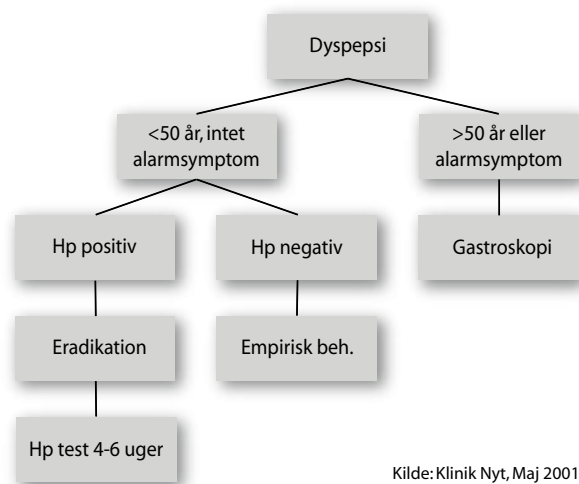 Dyspepsi
<50 år, intet
alarmsymptom
>50 år eller
alarmsymptom
Hp positiv
Hp negativ
Gastroskopi
Eradikation
Empirisk beh.
Hp test 4-6 uger
Kilde: Klinik Nyt, Maj 2001